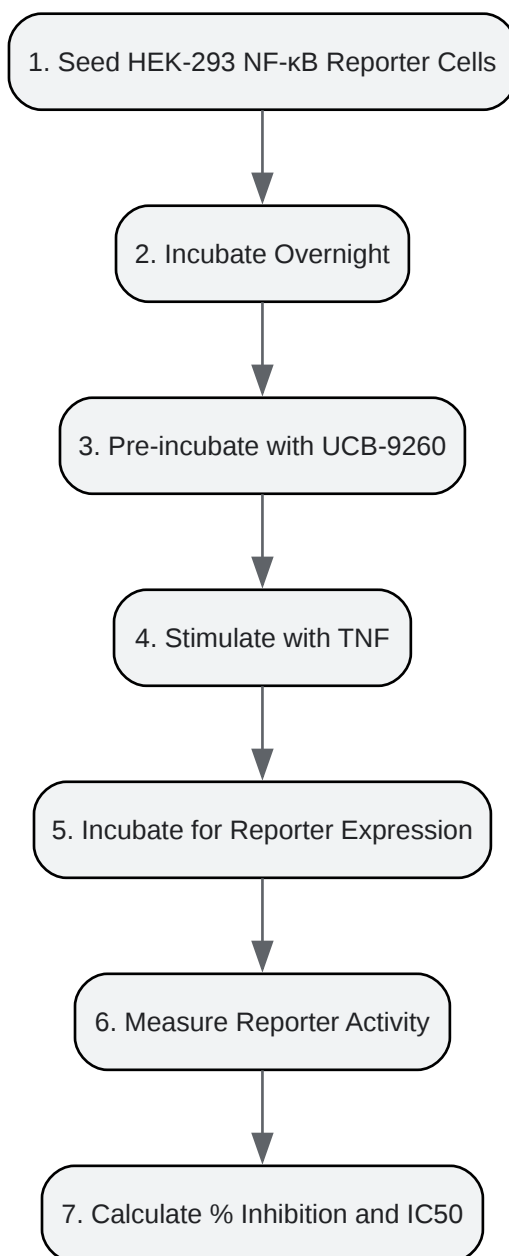 1. Seed HEK-293 NF-κB Reporter Cells
2. Incubate Overnight
3. Pre-incubate with UCB-9260
4. Stimulate with TNF
5. Incubate for Reporter Expression
6. Measure Reporter Activity
7. Calculate % Inhibition and IC50